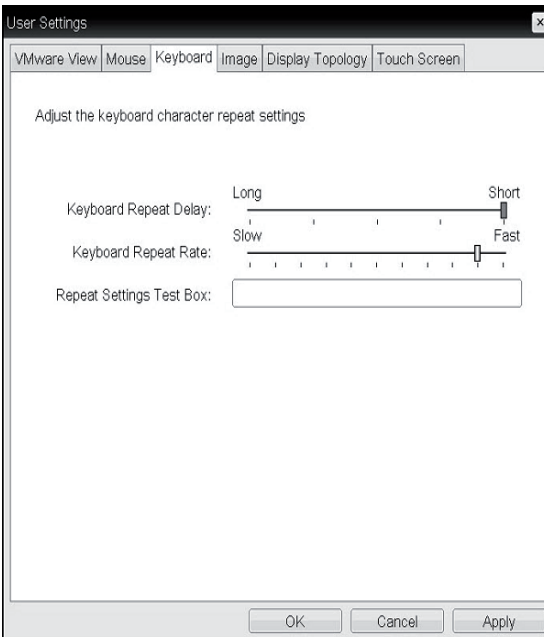 User Settings
VMware View Mouse Keyboard Image Display Topology Touch Screen
Adjust the keyboard character repeat settings
Long Short
Keyboard Repeat Delay:
Slow Fast
Keyboard Repeat Rate:
Repeat Settings Test Box:
OK Cancel Apply